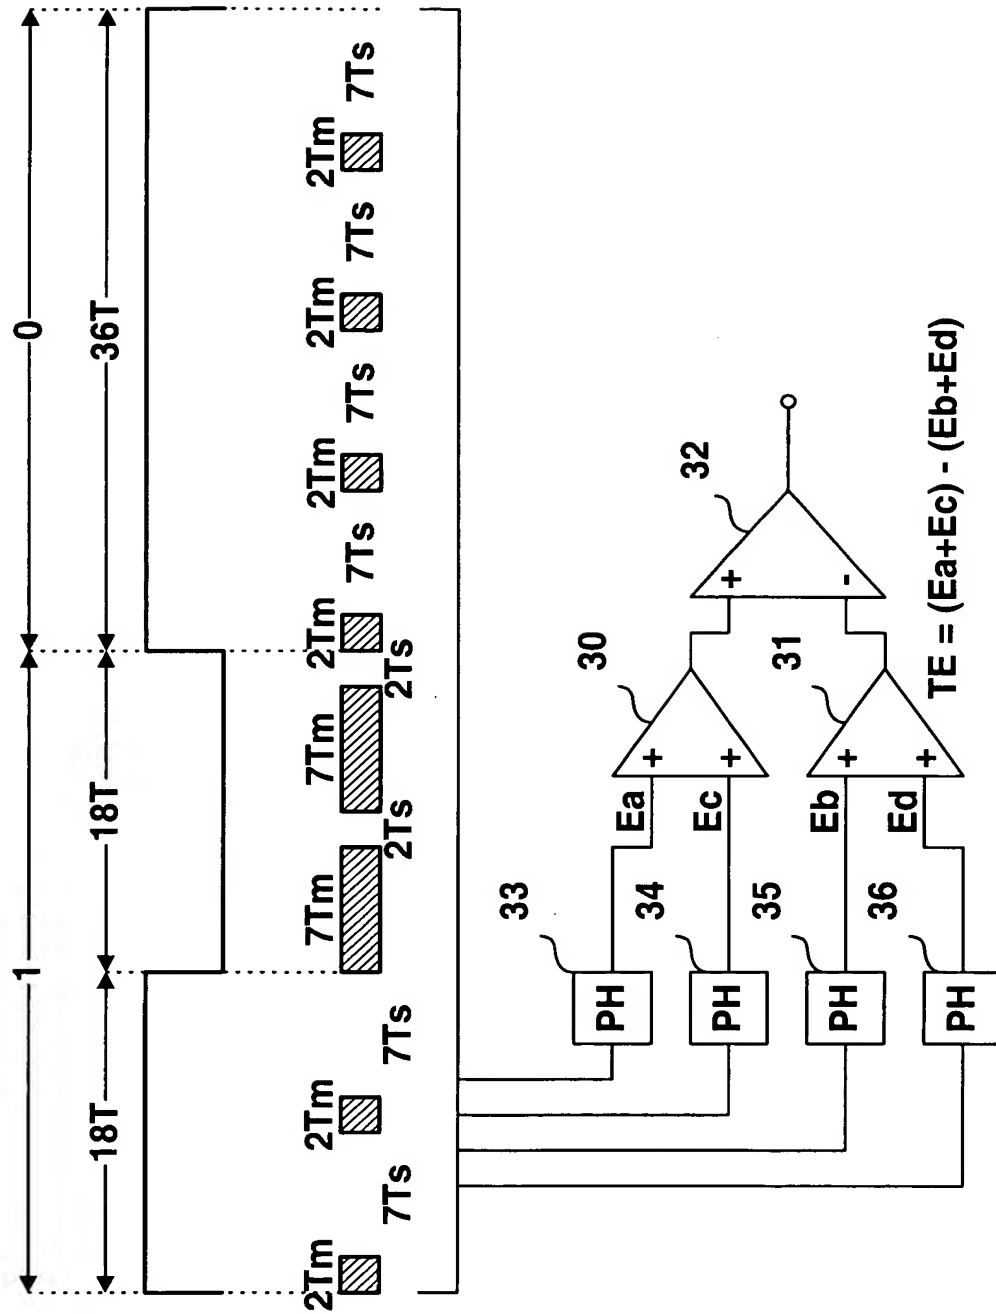 1
0
18T
18T
36T
2Tm
7Ts
2Tm
7Ts
7Tm
2Ts
7Tm
2Ts
2Tm
7Ts
2Tm
7Ts
2Tm
7Ts
2Tm
7Ts
33
PH
34
PH
35
PH
36
PH
Ea
Ec
Eb
Ed
30
+
+
31
+
+
32
+
-
TE = (Ea+Ec) - (Eb+Ed)